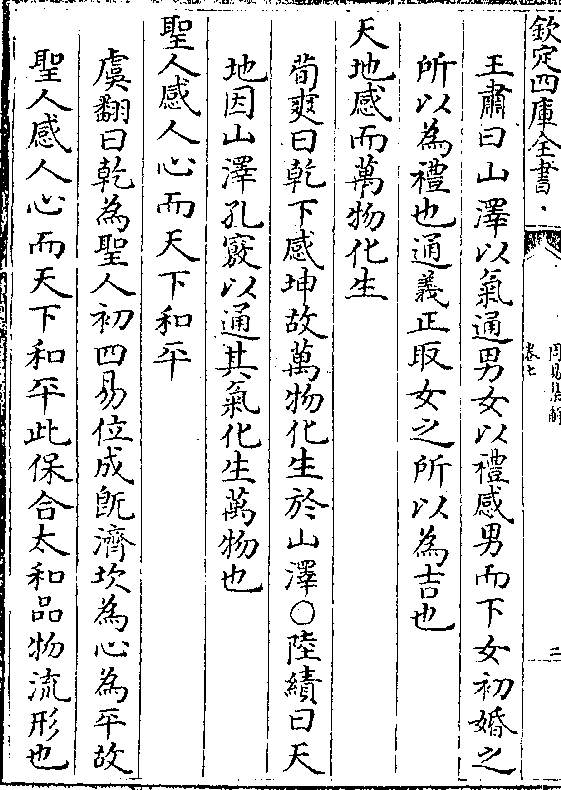 欽定四庫全書
周易集解
卷七
三
王肅曰山澤以氣通男女以禮感男而下女初婚之
所以為禮也通義正取女之所以為吉也
天地感而萬物化生
荀爽曰乾下感坤故萬物化生於山澤○陸績曰天
地因山澤孔竅以通其氣化生萬物也
聖人感人心而天下和平
虞翻曰乾為聖人初四易位成旣濟坎為心為平故
聖人感人心而天下和平此保合太和品物流形也